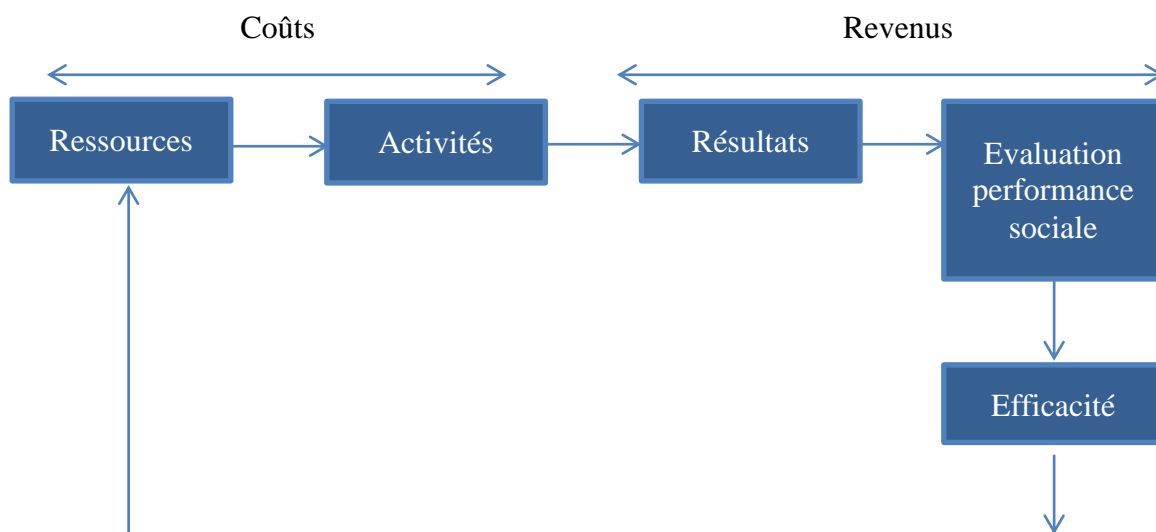 Coûts
Revenus
Ressources
Activités
Résultats
Evaluation
performance
sociale
Efficacité